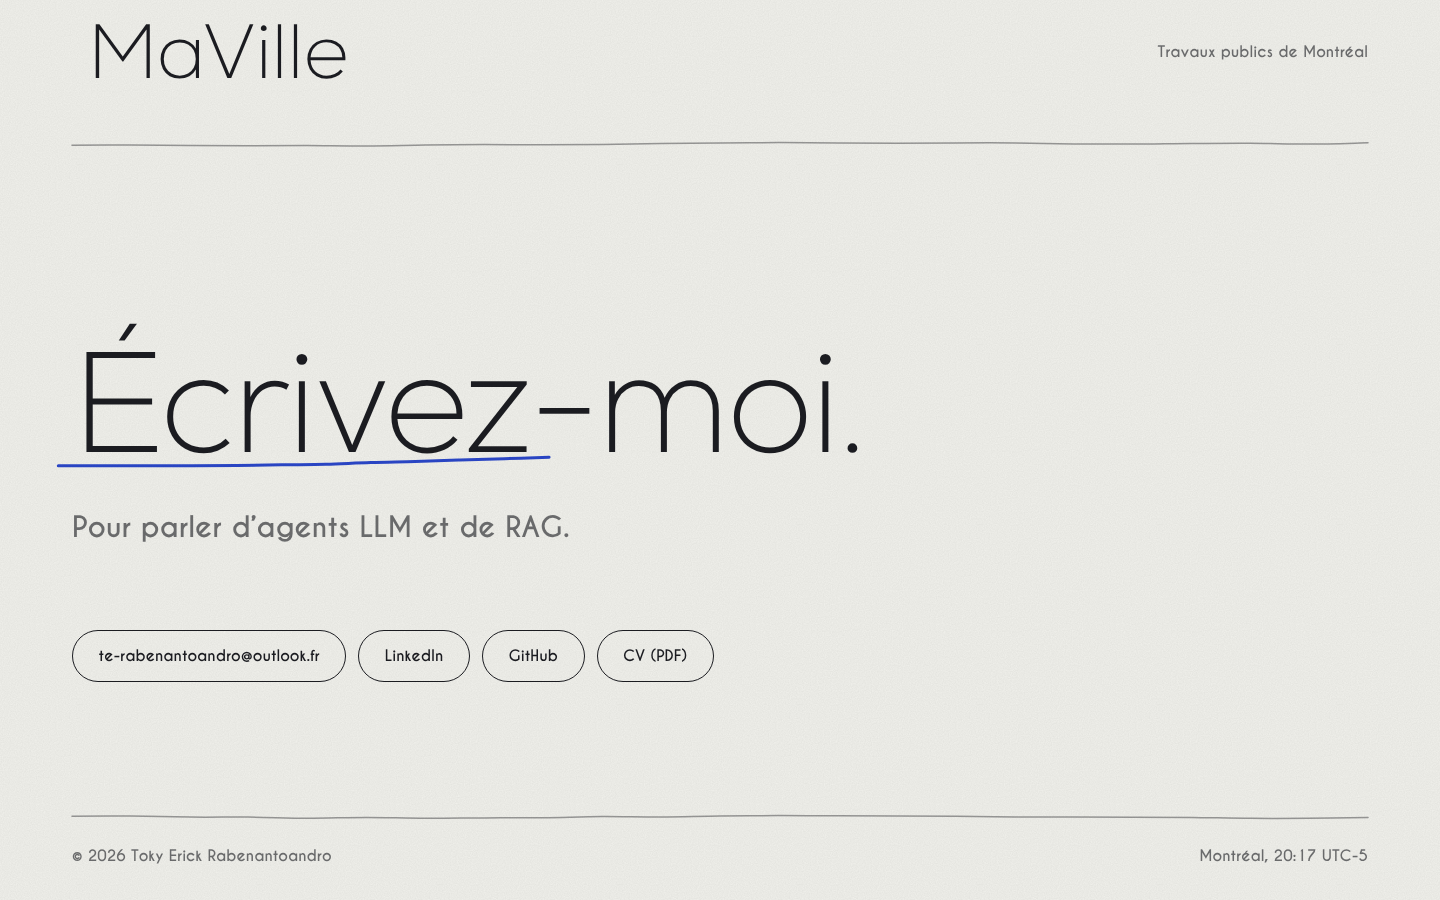 MaVille
Travaux publics de Montréal
Écrivez-moi.
Pour parler d'agents LLM et de RAG.
te-rabenantoandro@outlook.fr
LinkedIn
GitHub
CV (PDF)
© 2026 Toky Erick Rabenantoandro
Montréal, 20:17 UTC-5